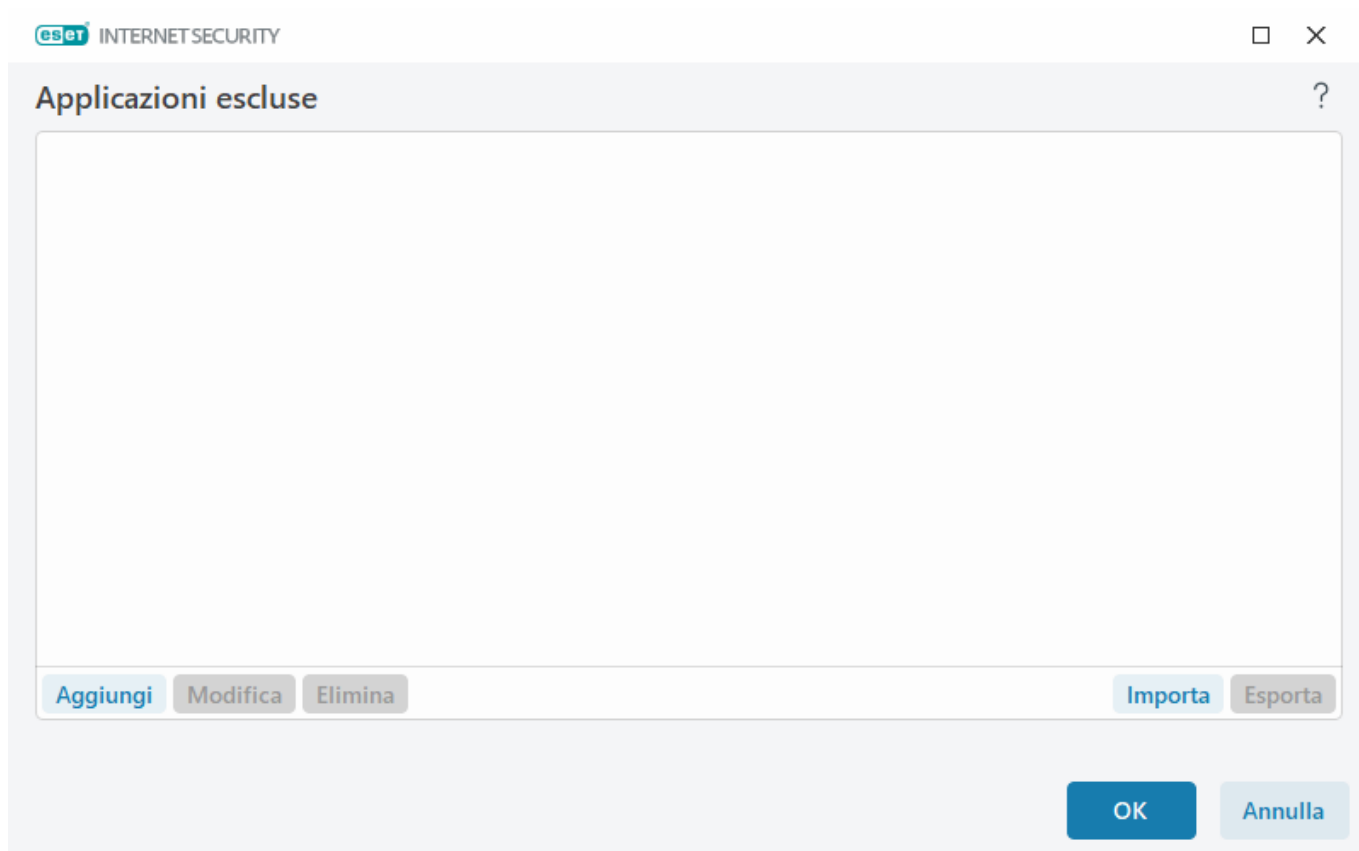 eset INTERNET SECURITY
Applicazioni escluse
?
Aggiungi Modifica Elimina Importa Esporta
OK Annulla